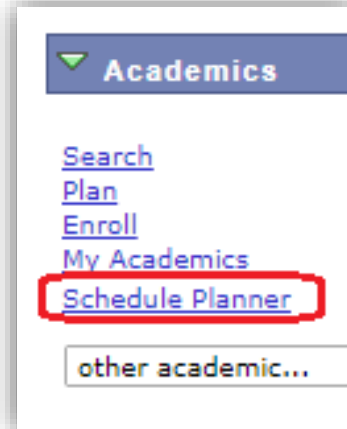 Academics
Search
Plan
Enroll
My Academics
Schedule Planner
other academic...